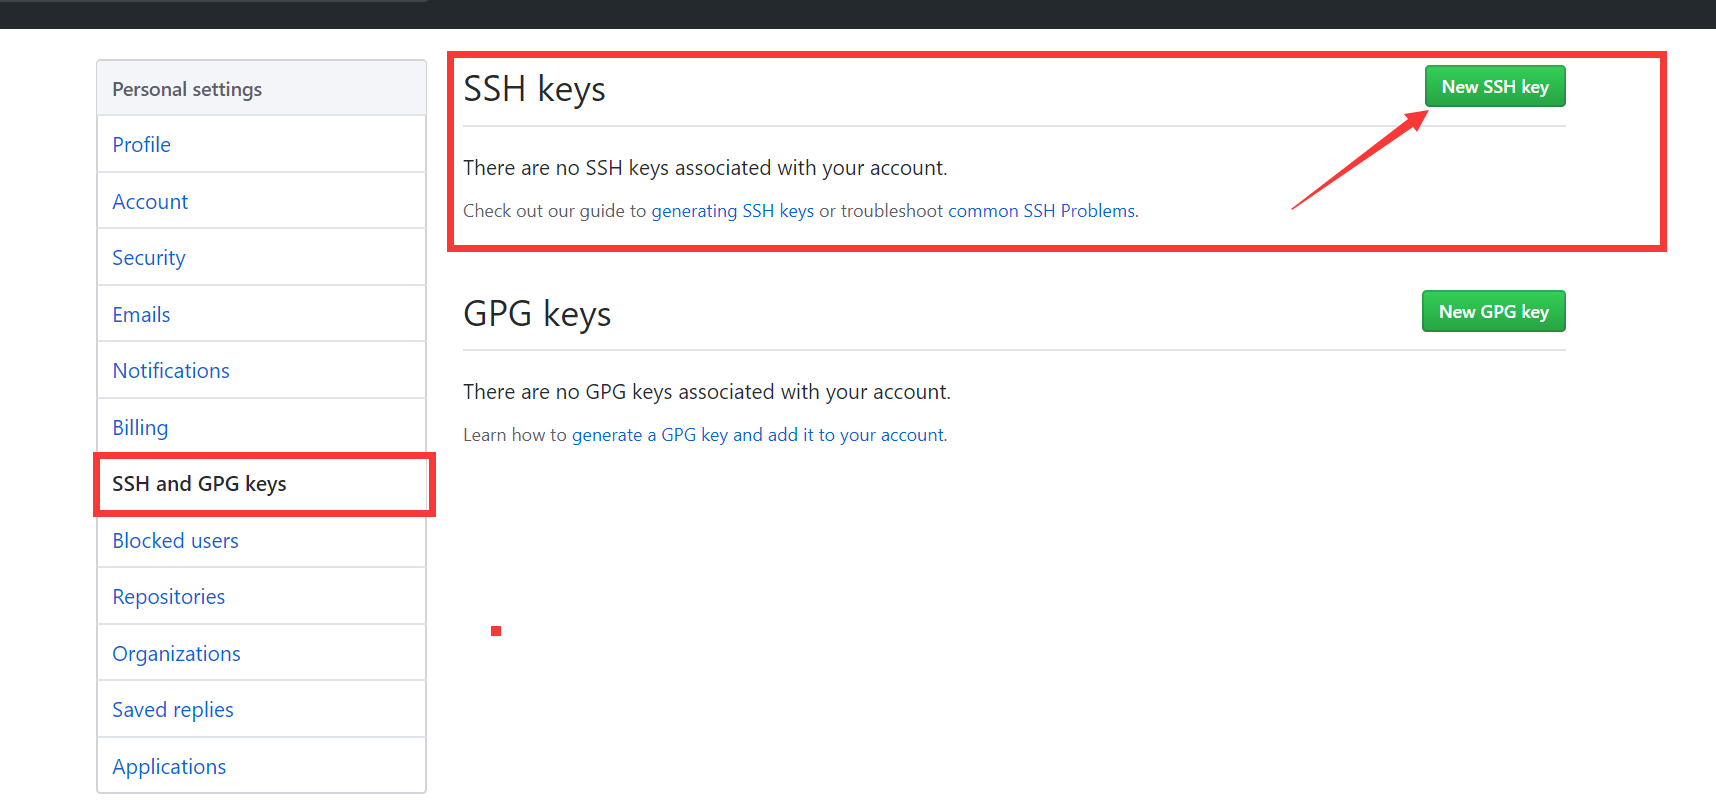 Personal settings
Profile
Account
Security
Emails
Notifications
Billing
SSH and GPG keys
Blocked users
Repositories
Organizations
Saved replies
Applications
SSH keys
New SSH key
There are no SSH keys associated with your account.
Check out our guide to generating SSH keys or troubleshoot common SSH Problems.
GPG keys
New GPG key
There are no GPG keys associated with your account.
Learn how to generate a GPG key and add it to your account.